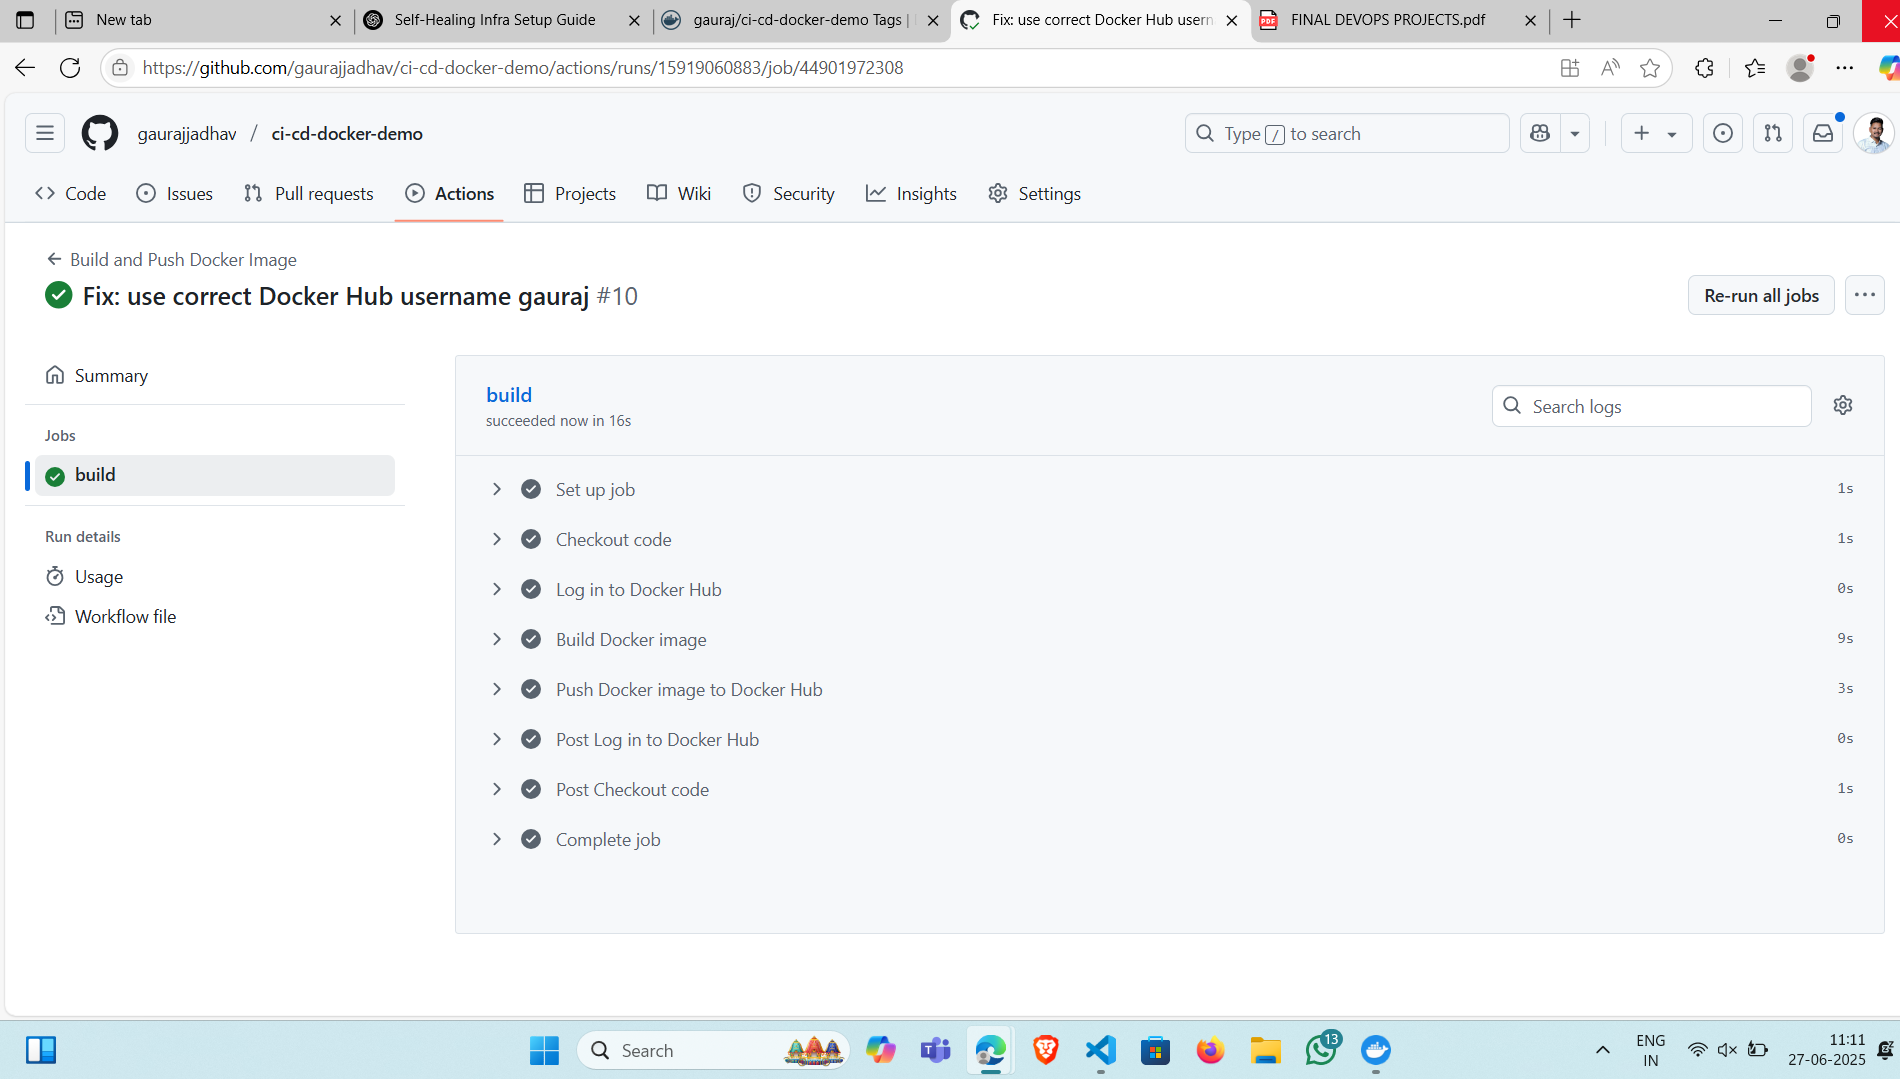 New tab
Self-Healing Infra Setup Guide
gauraj/ci-cd-docker-demo Tags |
Fix: use correct Docker Hub usern
FINAL DEVOPS PROJECTS.pdf
https://github.com/gaurajjadhav/ci-cd-docker-demo/actions/runs/15919060883/job/44901972308
gaurajjadhav / ci-cd-docker-demo
Type / to search
Code
Issues
Pull requests
Actions
Projects
Wiki
Security
Insights
Settings
Build and Push Docker Image
Fix: use correct Docker Hub username gauraj #10
Re-run all jobs
Summary
Jobs
build
Run details
Usage
Workflow file
build
succeeded now in 16s
Search logs
Set up job 1s
Checkout code 1s
Log in to Docker Hub 0s
Build Docker image 9s
Push Docker image to Docker Hub 3s
Post Log in to Docker Hub 0s
Post Checkout code 1s
Complete job 0s
Search
13
ENG
IN
11:11
27-06-2025